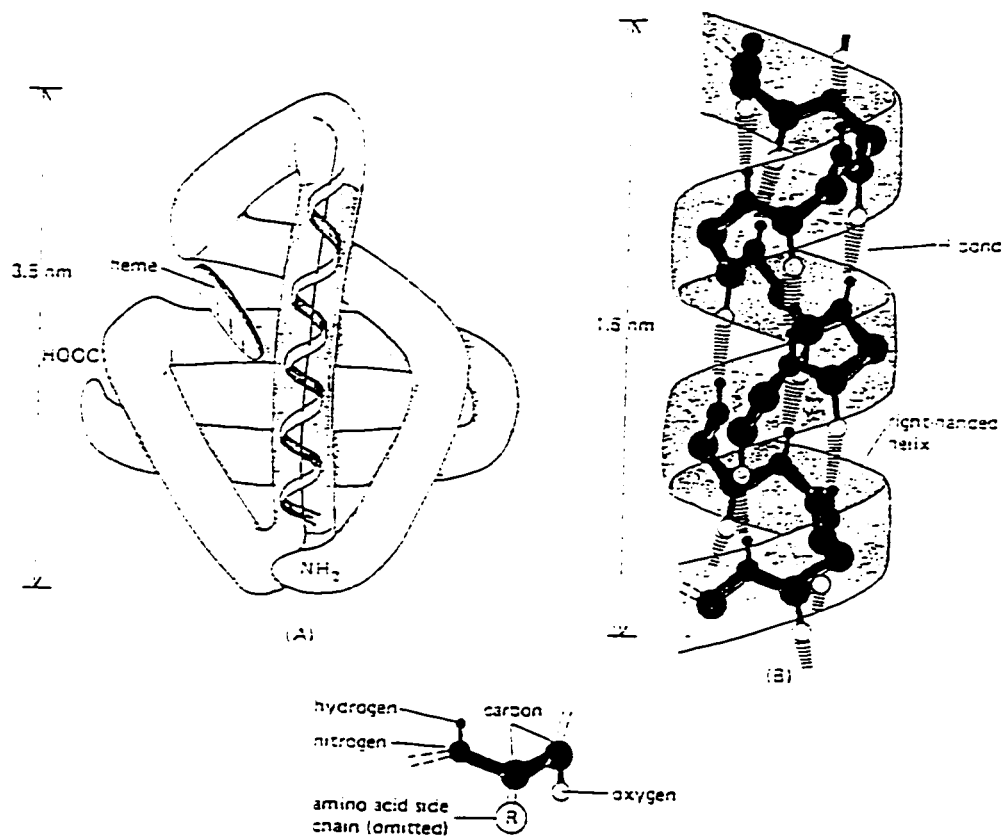 3.5 nm
heme
HOOC
NH2
(A)
1.5 nm
bond
right-handed
helix
(B)
hydrogen
carbon
nitrogen
oxygen
amino acid side
chain (omitted)
R